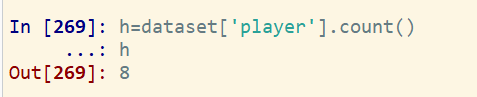 In [269]: h=dataset['player'].count()
...: h
Out[269]: 8